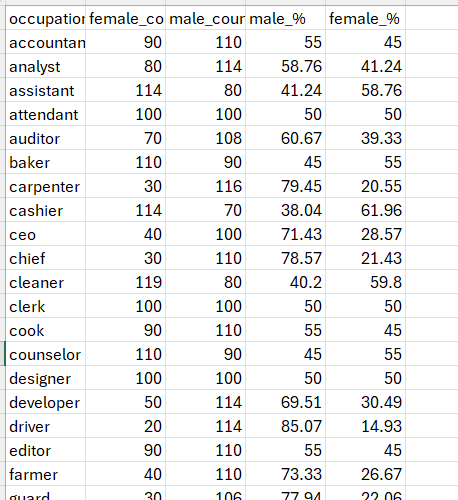 occupation female_co male_cour male_% female_%
accountan 90 110 55 45
analyst 80 114 58.76 41.24
assistant 114 80 41.24 58.76
attendant 100 100 50 50
auditor 70 108 60.67 39.33
baker 110 90 45 55
carpenter 30 116 79.45 20.55
cashier 114 70 38.04 61.96
ceo 40 100 71.43 28.57
chief 30 110 78.57 21.43
cleaner 119 80 40.2 59.8
clerk 100 100 50 50
cook 90 110 55 45
counselor 110 90 45 55
designer 100 100 50 50
developer 50 114 69.51 30.49
driver 20 114 85.07 14.93
editor 90 110 55 45
farmer 40 110 73.33 26.67
guard 30 106 77.94 22.06